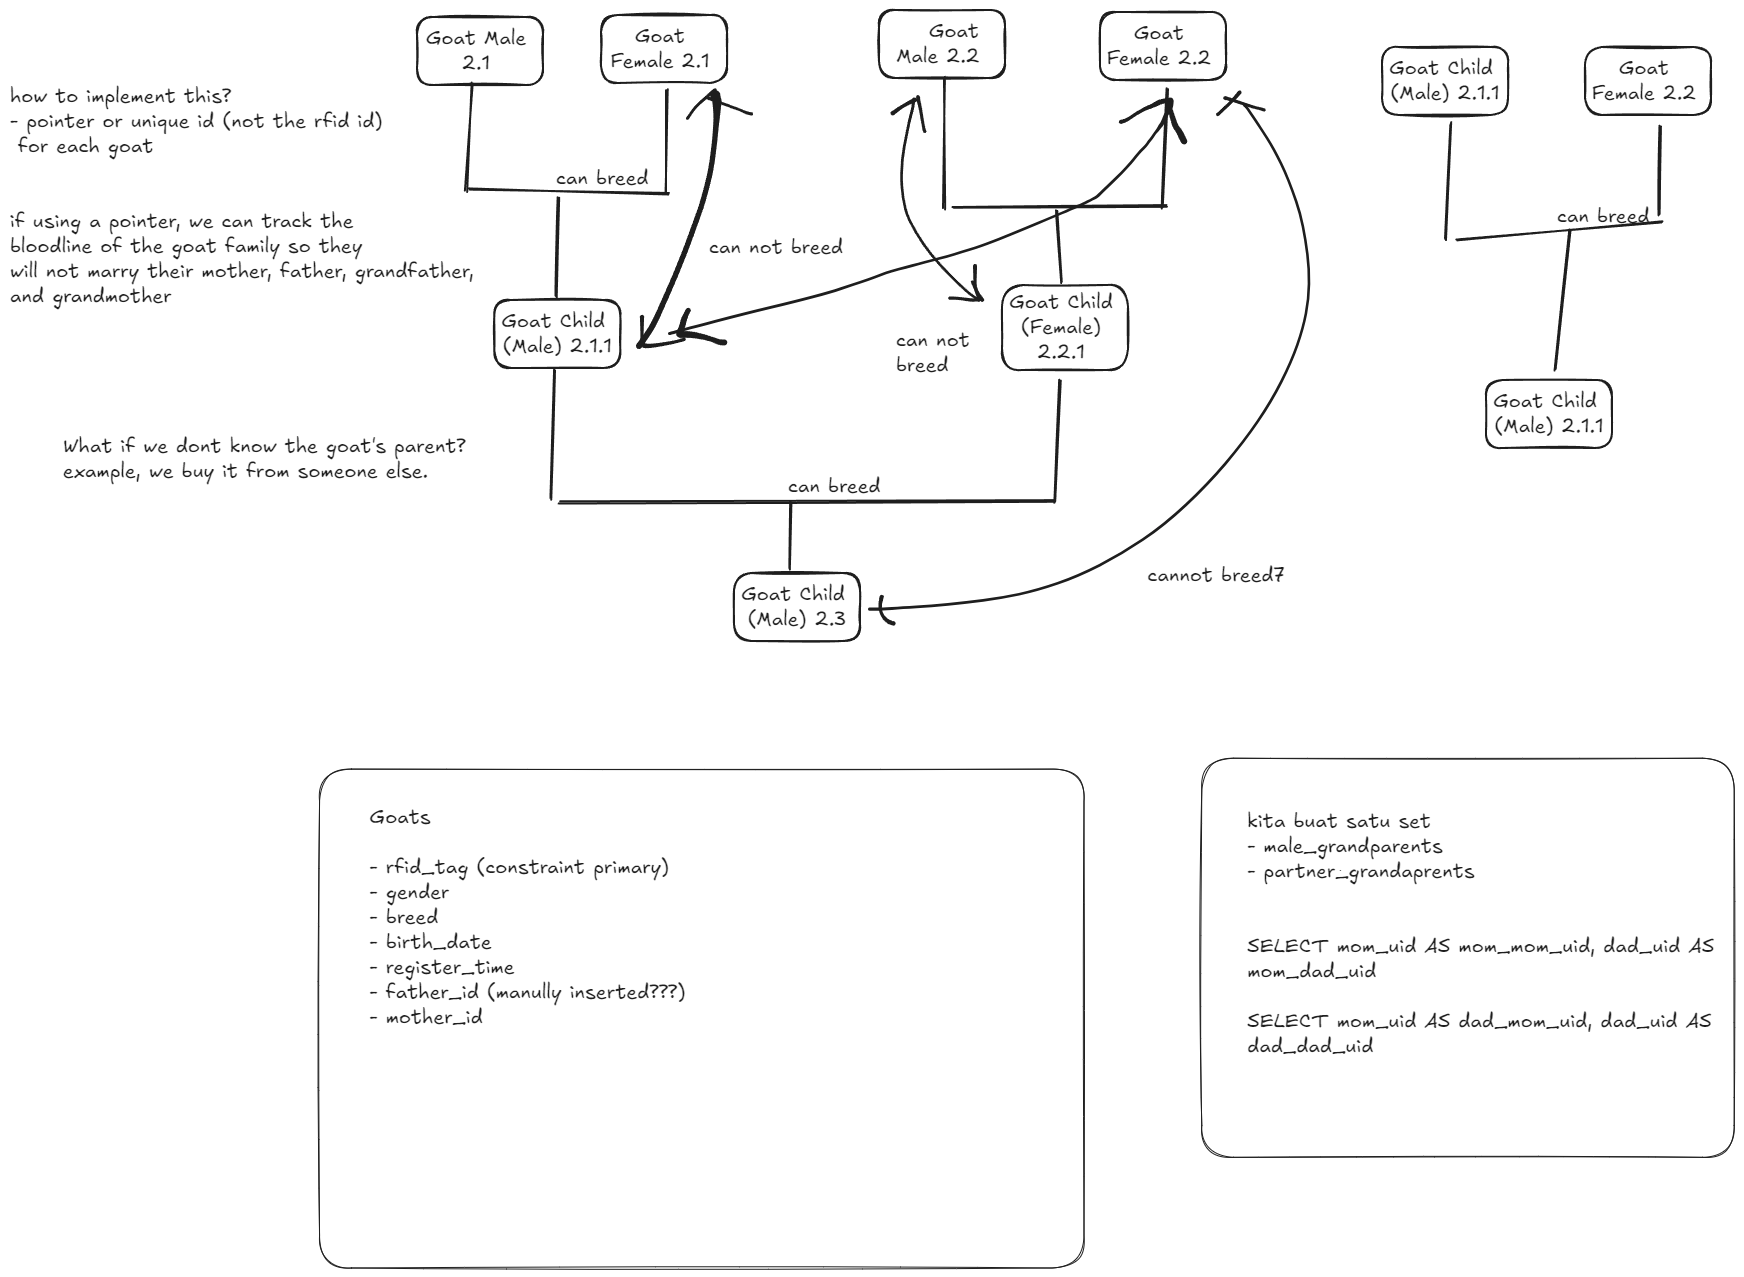 Goat Male
2.1
Goat
Female 2.1
Goat
Male 2.2
Goat
Female 2.2
Goat Child
(Male) 2.1.1
Goat
Female 2.2
how to implement this?
- pointer or unique id (not the rfid id)
for each goat
can breed
if using a pointer, we can track the
bloodline of the goat family so they
will not marry their mother, father, grandfather,
and grandmother
can not breed
can breed
Goat Child
(Male) 2.1.1
Goat Child
(Female)
2.2.1
can not
breed
Goat Child
(Male) 2.1.1
What if we dont know the goat's parent?
example, we buy it from someone else.
can breed
Goat Child
(Male) 2.3
cannot breed7
Goats
- rfid_tag (constraint primary)
- gender
- breed
- birth_date
- register_time
- father_id (manully inserted???)
- mother_id
kita buat satu set
- male_grandparents
- partner_grandaprents
SELECT mom_uid AS mom_mom_uid, dad_uid AS
mom_dad_uid
SELECT mom_uid AS dad_mom_uid, dad_uid AS
dad_dad_uid